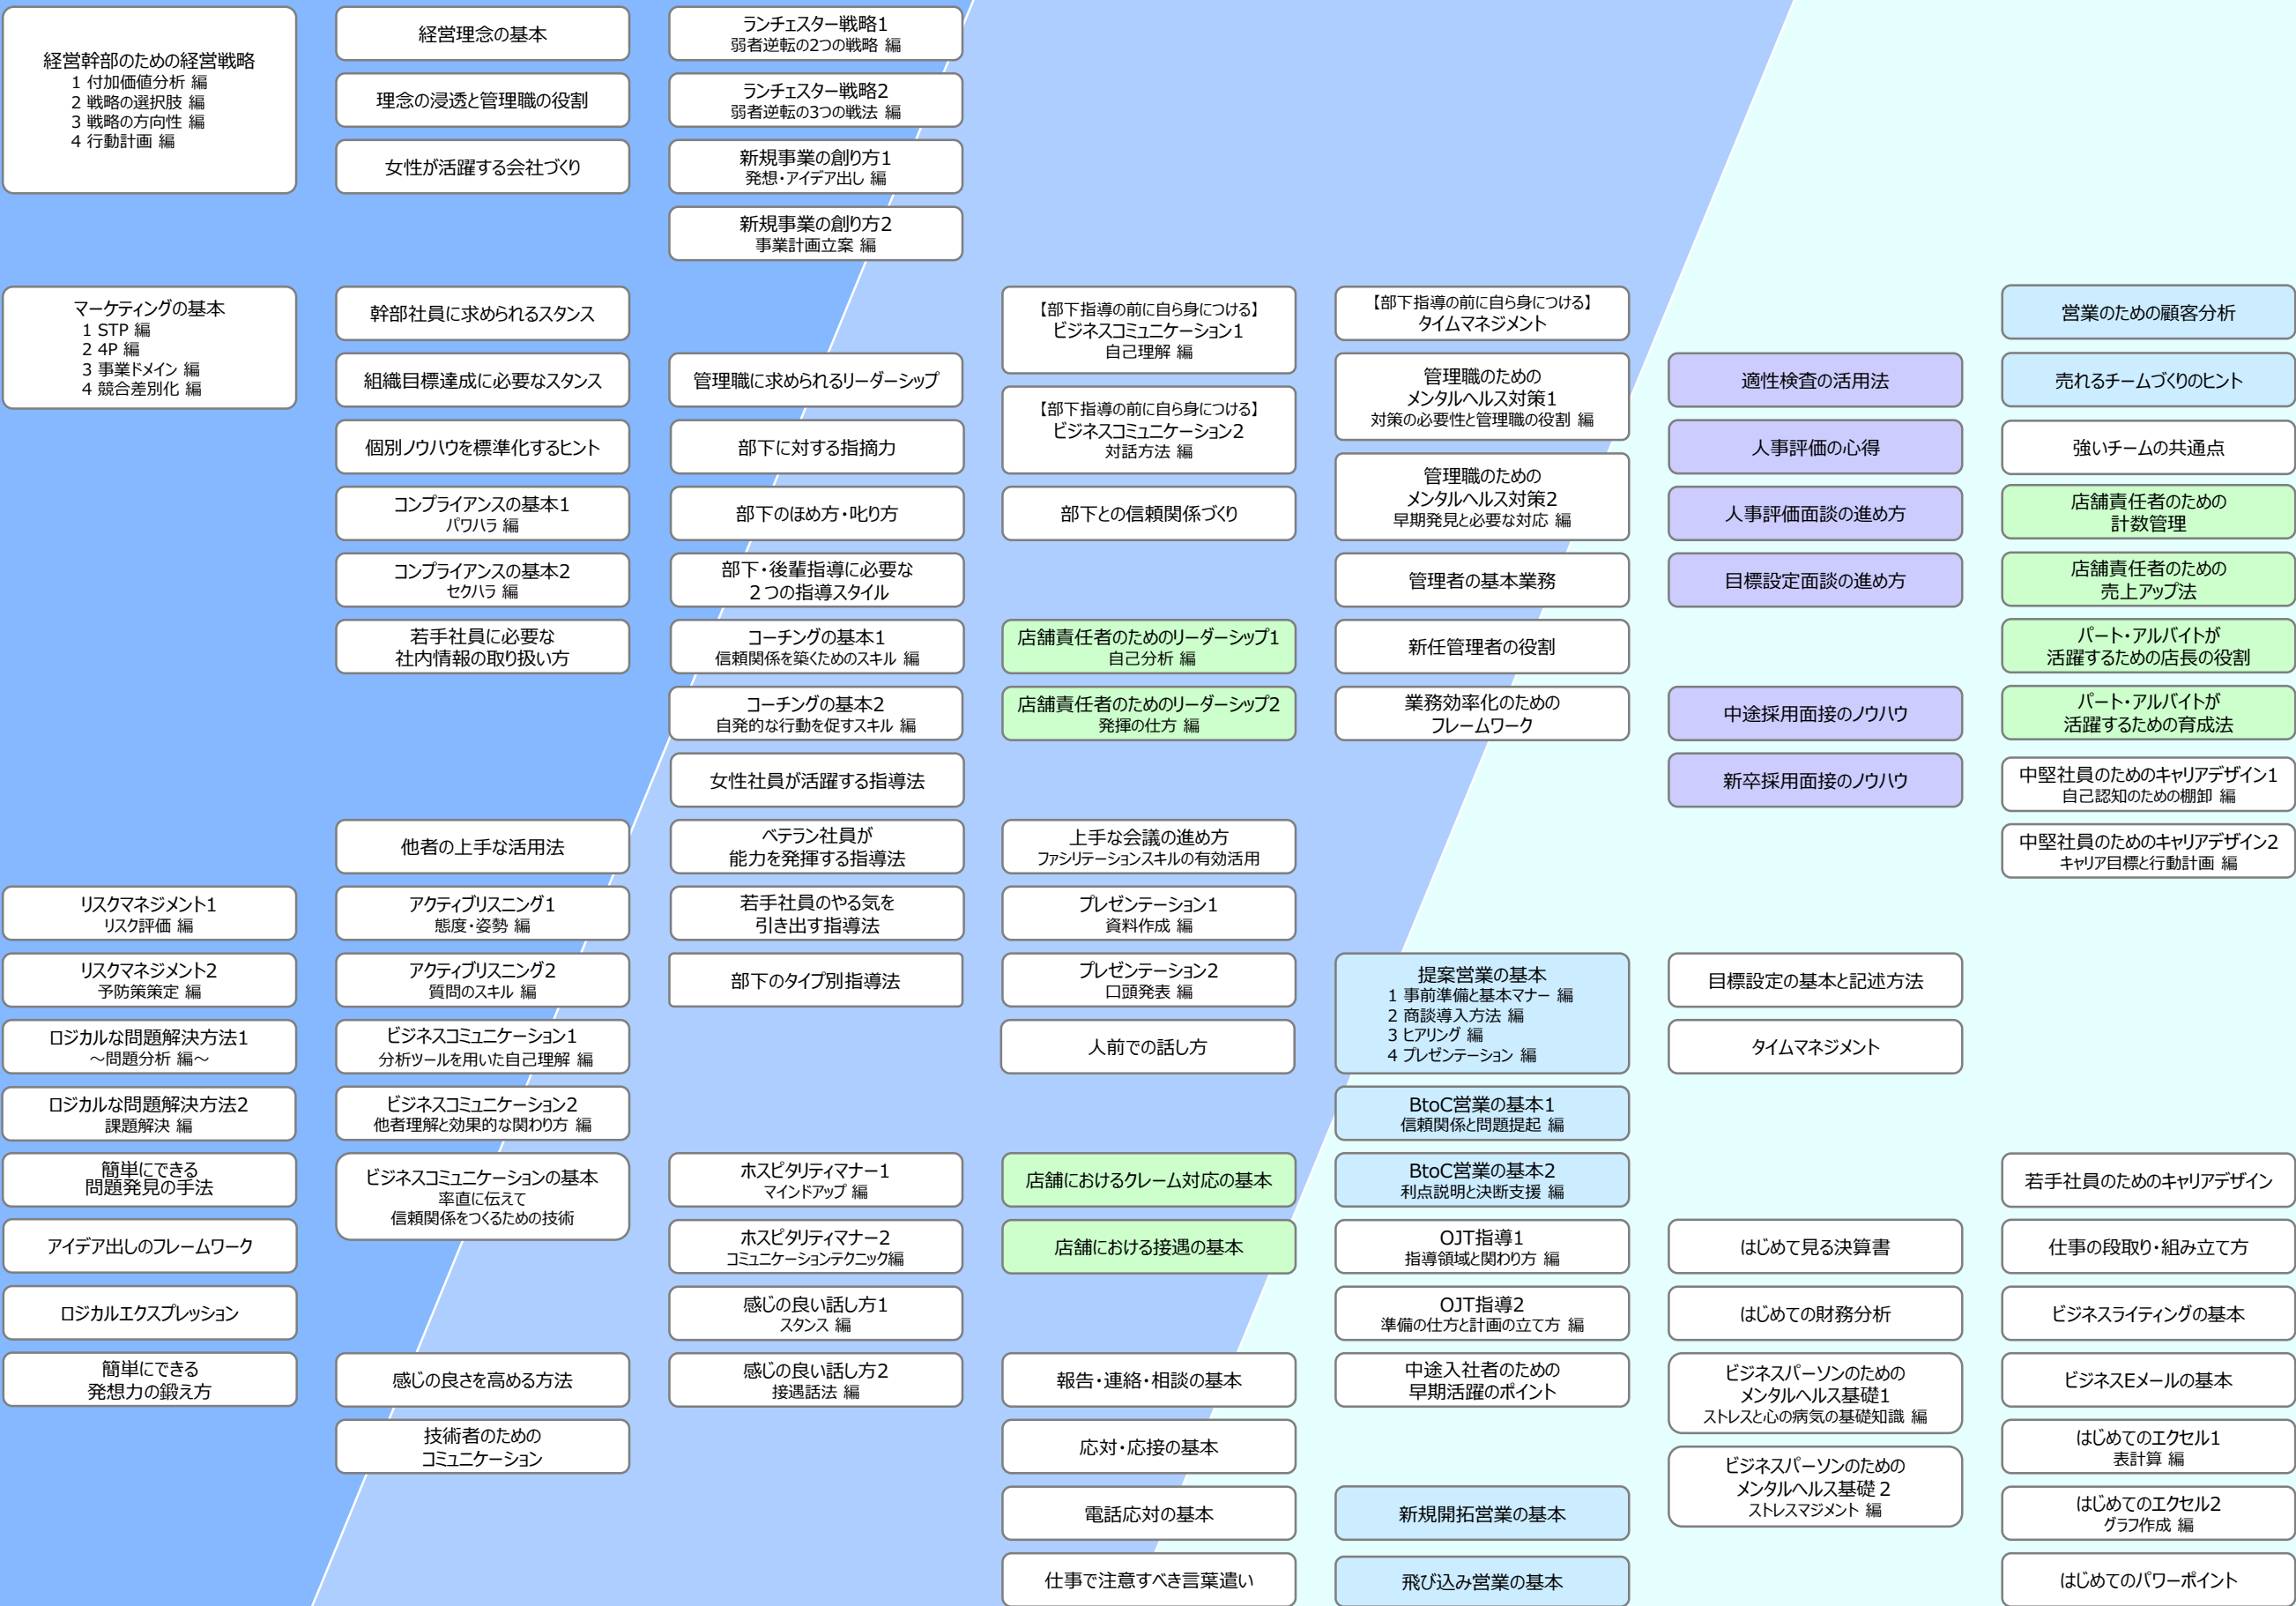 経営幹部のための経営戦略
1 付加価値分析 編
2 戦略の選択肢 編
3 戦略の方向性 編
4 行動計画 編
マーケティングの基本
1 STP 編
2 4P 編
3 事業ドメイン 編
4 競合差別化 編
リスクマネジメント1
リスク評価 編
リスクマネジメント2
予防策策定 編
ロジカルな問題解決方法1
～問題分析 編～
ロジカルな問題解決方法2
課題解決 編
簡単にできる
問題発見の手法
アイデア出しのフレームワーク
ロジカルエクスプレッション
簡単にできる
発想力の鍛え方
経営理念の基本
理念の浸透と管理職の役割
女性が活躍する会社づくり
幹部社員に求められるスタンス
組織目標達成に必要なスタンス
個別ノウハウを標準化するヒント
コンプライアンスの基本1
パワハラ 編
コンプライアンスの基本2
セクハラ 編
若手社員に必要な
社内情報の取り扱い方
他者の上手な活用法
アクティブリスニング1
態度・姿勢 編
アクティブリスニング2
質問のスキル 編
ビジネスコミュニケーション1
分析ツールを用いた自己理解 編
ビジネスコミュニケーション2
他者理解と効果的な関わり方 編
ビジネスコミュニケーションの基本
率直に伝えて
信頼関係をつくるための技術
感じの良さを高める方法
技術者のための
コミュニケーション
ランチェスター戦略1
弱者逆転の2つの戦略 編
ランチェスター戦略2
弱者逆転の3つの戦法 編
新規事業の創り方1
発想・アイデア出し 編
新規事業の創り方2
事業計画立案 編
管理職に求められるリーダーシップ
部下に対する指摘力
部下のほめ方・叱り方
部下・後輩指導に必要な
２つの指導スタイル
コーチングの基本1
信頼関係を築くためのスキル 編
コーチングの基本2
自発的な行動を促すスキル 編
女性社員が活躍する指導法
ベテラン社員が
能力を発揮する指導法
若手社員のやる気を
引き出す指導法
部下のタイプ別指導法
ホスピタリティマナー1
マインドアップ 編
ホスピタリティマナー2
コミュニケーションテクニック編
感じの良い話し方1
スタンス 編
感じの良い話し方2
接遇話法 編
【部下指導の前に自ら身につける】
ビジネスコミュニケーション1
自己理解 編
【部下指導の前に自ら身につける】
ビジネスコミュニケーション2
対話方法 編
部下との信頼関係づくり
店舗責任者のためのリーダーシップ1
自己分析 編
店舗責任者のためのリーダーシップ2
発揮の仕方 編
上手な会議の進め方
ファシリテーションスキルの有効活用
プレゼンテーション1
資料作成 編
プレゼンテーション2
口頭発表 編
人前での話し方
店舗におけるクレーム対応の基本
店舗における接遇の基本
報告・連絡・相談の基本
応対・応接の基本
電話応対の基本
仕事で注意すべき言葉遣い
【部下指導の前に自ら身につける】
タイムマネジメント
管理職のための
メンタルヘルス対策1
対策の必要性と管理職の役割 編
管理職のための
メンタルヘルス対策2
早期発見と必要な対応 編
管理者の基本業務
新任管理者の役割
業務効率化のための
フレームワーク
提案営業の基本
1 事前準備と基本マナー 編
2 商談導入方法 編
3 ヒアリング 編
4 プレゼンテーション 編
BtoC営業の基本1
信頼関係と問題提起 編
BtoC営業の基本2
利点説明と決断支援 編
OJT指導1
指導領域と関わり方 編
OJT指導2
準備の仕方と計画の立て方 編
中途入社者のための
早期活躍のポイント
新規開拓営業の基本
飛び込み営業の基本
適性検査の活用法
人事評価の心得
人事評価面談の進め方
目標設定面談の進め方
中途採用面接のノウハウ
新卒採用面接のノウハウ
目標設定の基本と記述方法
タイムマネジメント
はじめて見る決算書
はじめての財務分析
ビジネスパーソンのための
メンタルヘルス基礎1
ストレスと心の病気の基礎知識 編
ビジネスパーソンのための
メンタルヘルス基礎２
ストレスマジメント 編
営業のための顧客分析
売れるチームづくりのヒント
強いチームの共通点
店舗責任者のための
計数管理
店舗責任者のための
売上アップ法
パート・アルバイトが
活躍するための店長の役割
パート・アルバイトが
活躍するための育成法
中堅社員のためのキャリアデザイン1
自己認知のための棚卸 編
中堅社員のためのキャリアデザイン2
キャリア目標と行動計画 編
若手社員のためのキャリアデザイン
仕事の段取り・組み立て方
ビジネスライティングの基本
ビジネスEメールの基本
はじめてのエクセル1
表計算 編
はじめてのエクセル2
グラフ作成 編
はじめてのパワーポイント